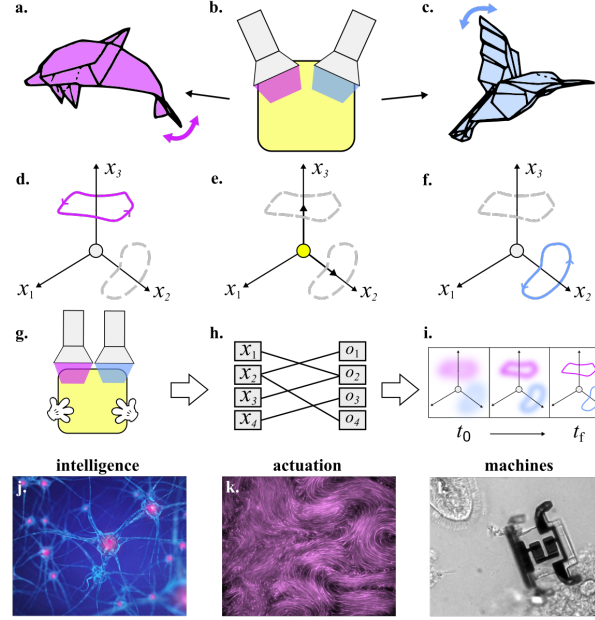 a.
b.
c.
d.
x3
x1
x2
e.
x3
x1
x2
f.
x3
x1
x2
g.
h.
x1 o1
x2 o2
x3 o3
x4 o4
i.
t0 tf
intelligence
actuation
machines
j.
k.
l.